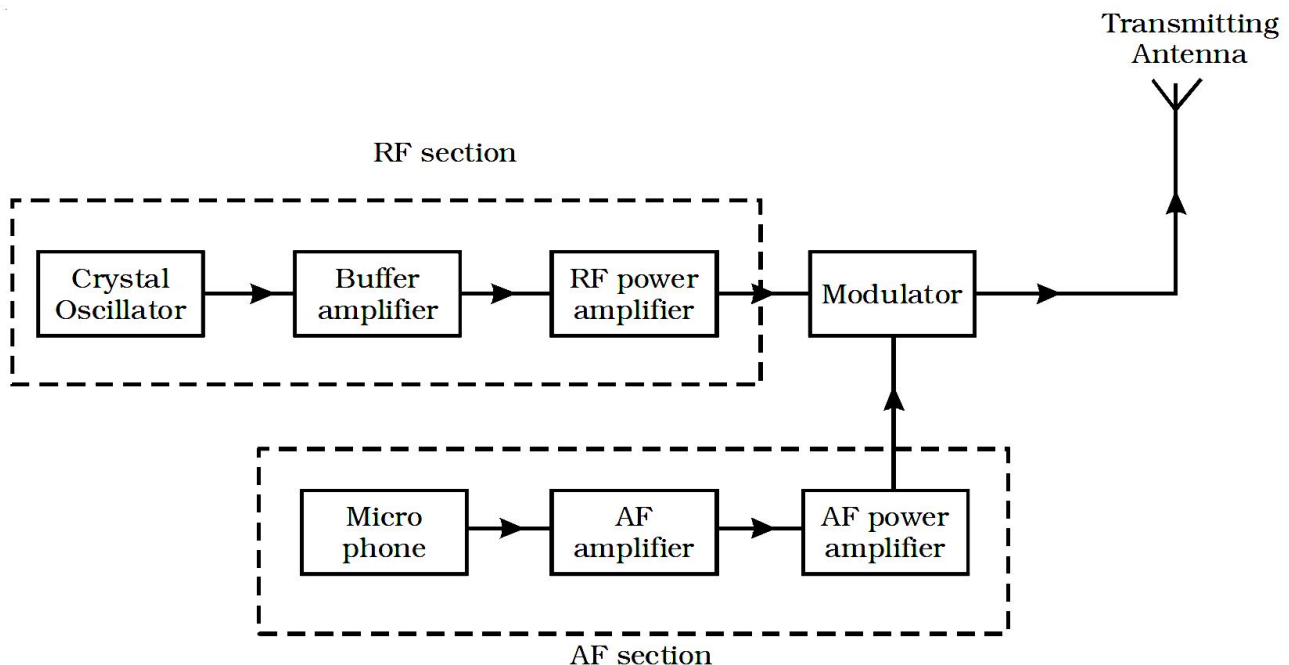 Transmitting
Antenna
RF section
Crystal
Oscillator
Buffer
amplifier
RF power
amplifier
Modulator
Micro
phone
AF
amplifier
AF power
amplifier
AF section